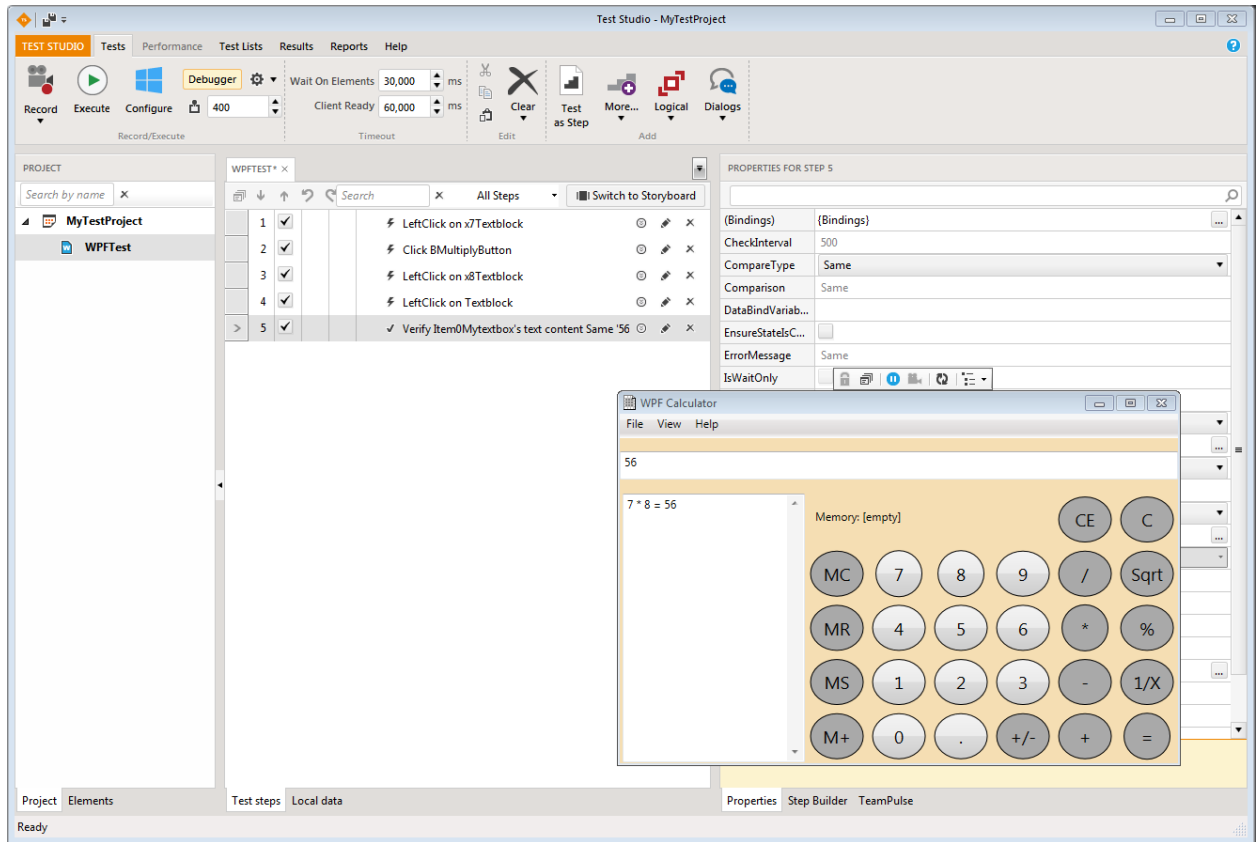 Test Studio - MyTestProject
TEST STUDIO Tests Performance Test Lists Results Reports Help
Record Execute Configure
Debugger
400
Record/Execute
Wait On Elements 30,000 ms
Client Ready 60,000 ms
Timeout
Clear
Edit
Test as Step
More...
Logical
Dialogs
Add
PROJECT
Search by name
MyTestProject
WPFTest
WPFTEST*
Search
All Steps
Switch to Storyboard
1 LeftClick on x7Textblock
2 Click BMultiplyButton
3 LeftClick on x8Textblock
4 LeftClick on Textblock
5 Verify Item0Mytextbox's text content Same '56
PROPERTIES FOR STEP 5
(Bindings) {Bindings}
CheckInterval 500
CompareType Same
Comparison Same
DataBindVariab...
EnsureStateIsC...
ErrorMessage Same
IsWaitOnly
WPF Calculator
File View Help
56
7 * 8 = 56
Memory: [empty]
CE C
MC 7 8 9 / Sqrt
MR 4 5 6 * %
MS 1 2 3 - 1/X
M+ 0 . +/- + =
Project Elements
Test steps Local data
Properties Step Builder TeamPulse
Ready